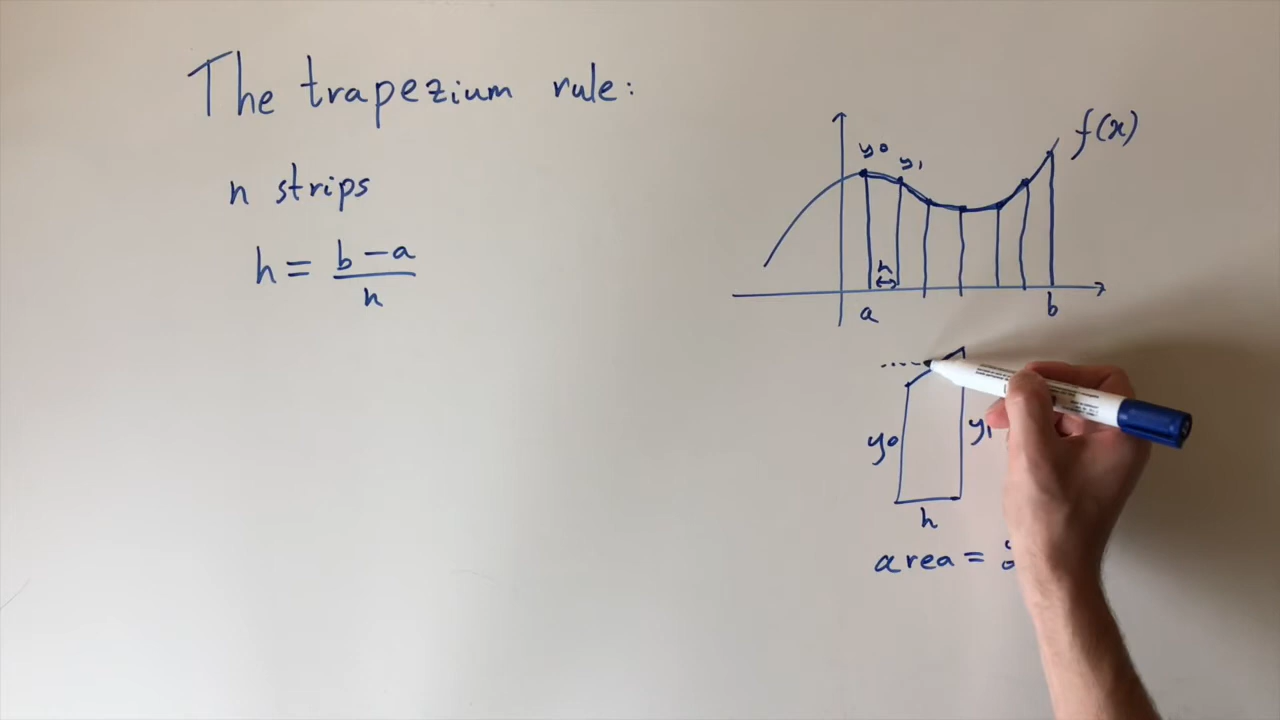 The trapezium rule:
n strips
h = b - a
n
f(x)
y0 y1
h
a b
y0 y1
h
area =